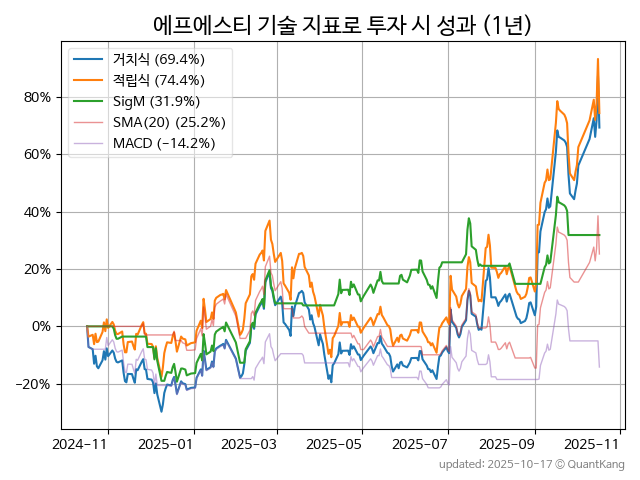 에프에스티 기술 지표로 투자 시 성과 (1년)
거치식 (69.4%)
적립식 (74.4%)
SigM (31.9%)
SMA(20) (25.2%)
MACD (−14.2%)
80%
60%
40%
20%
0%
−20%
2024-11 2025-01 2025-03 2025-05 2025-07 2025-09 2025-11
updated: 2025-10-17 © QuantKang